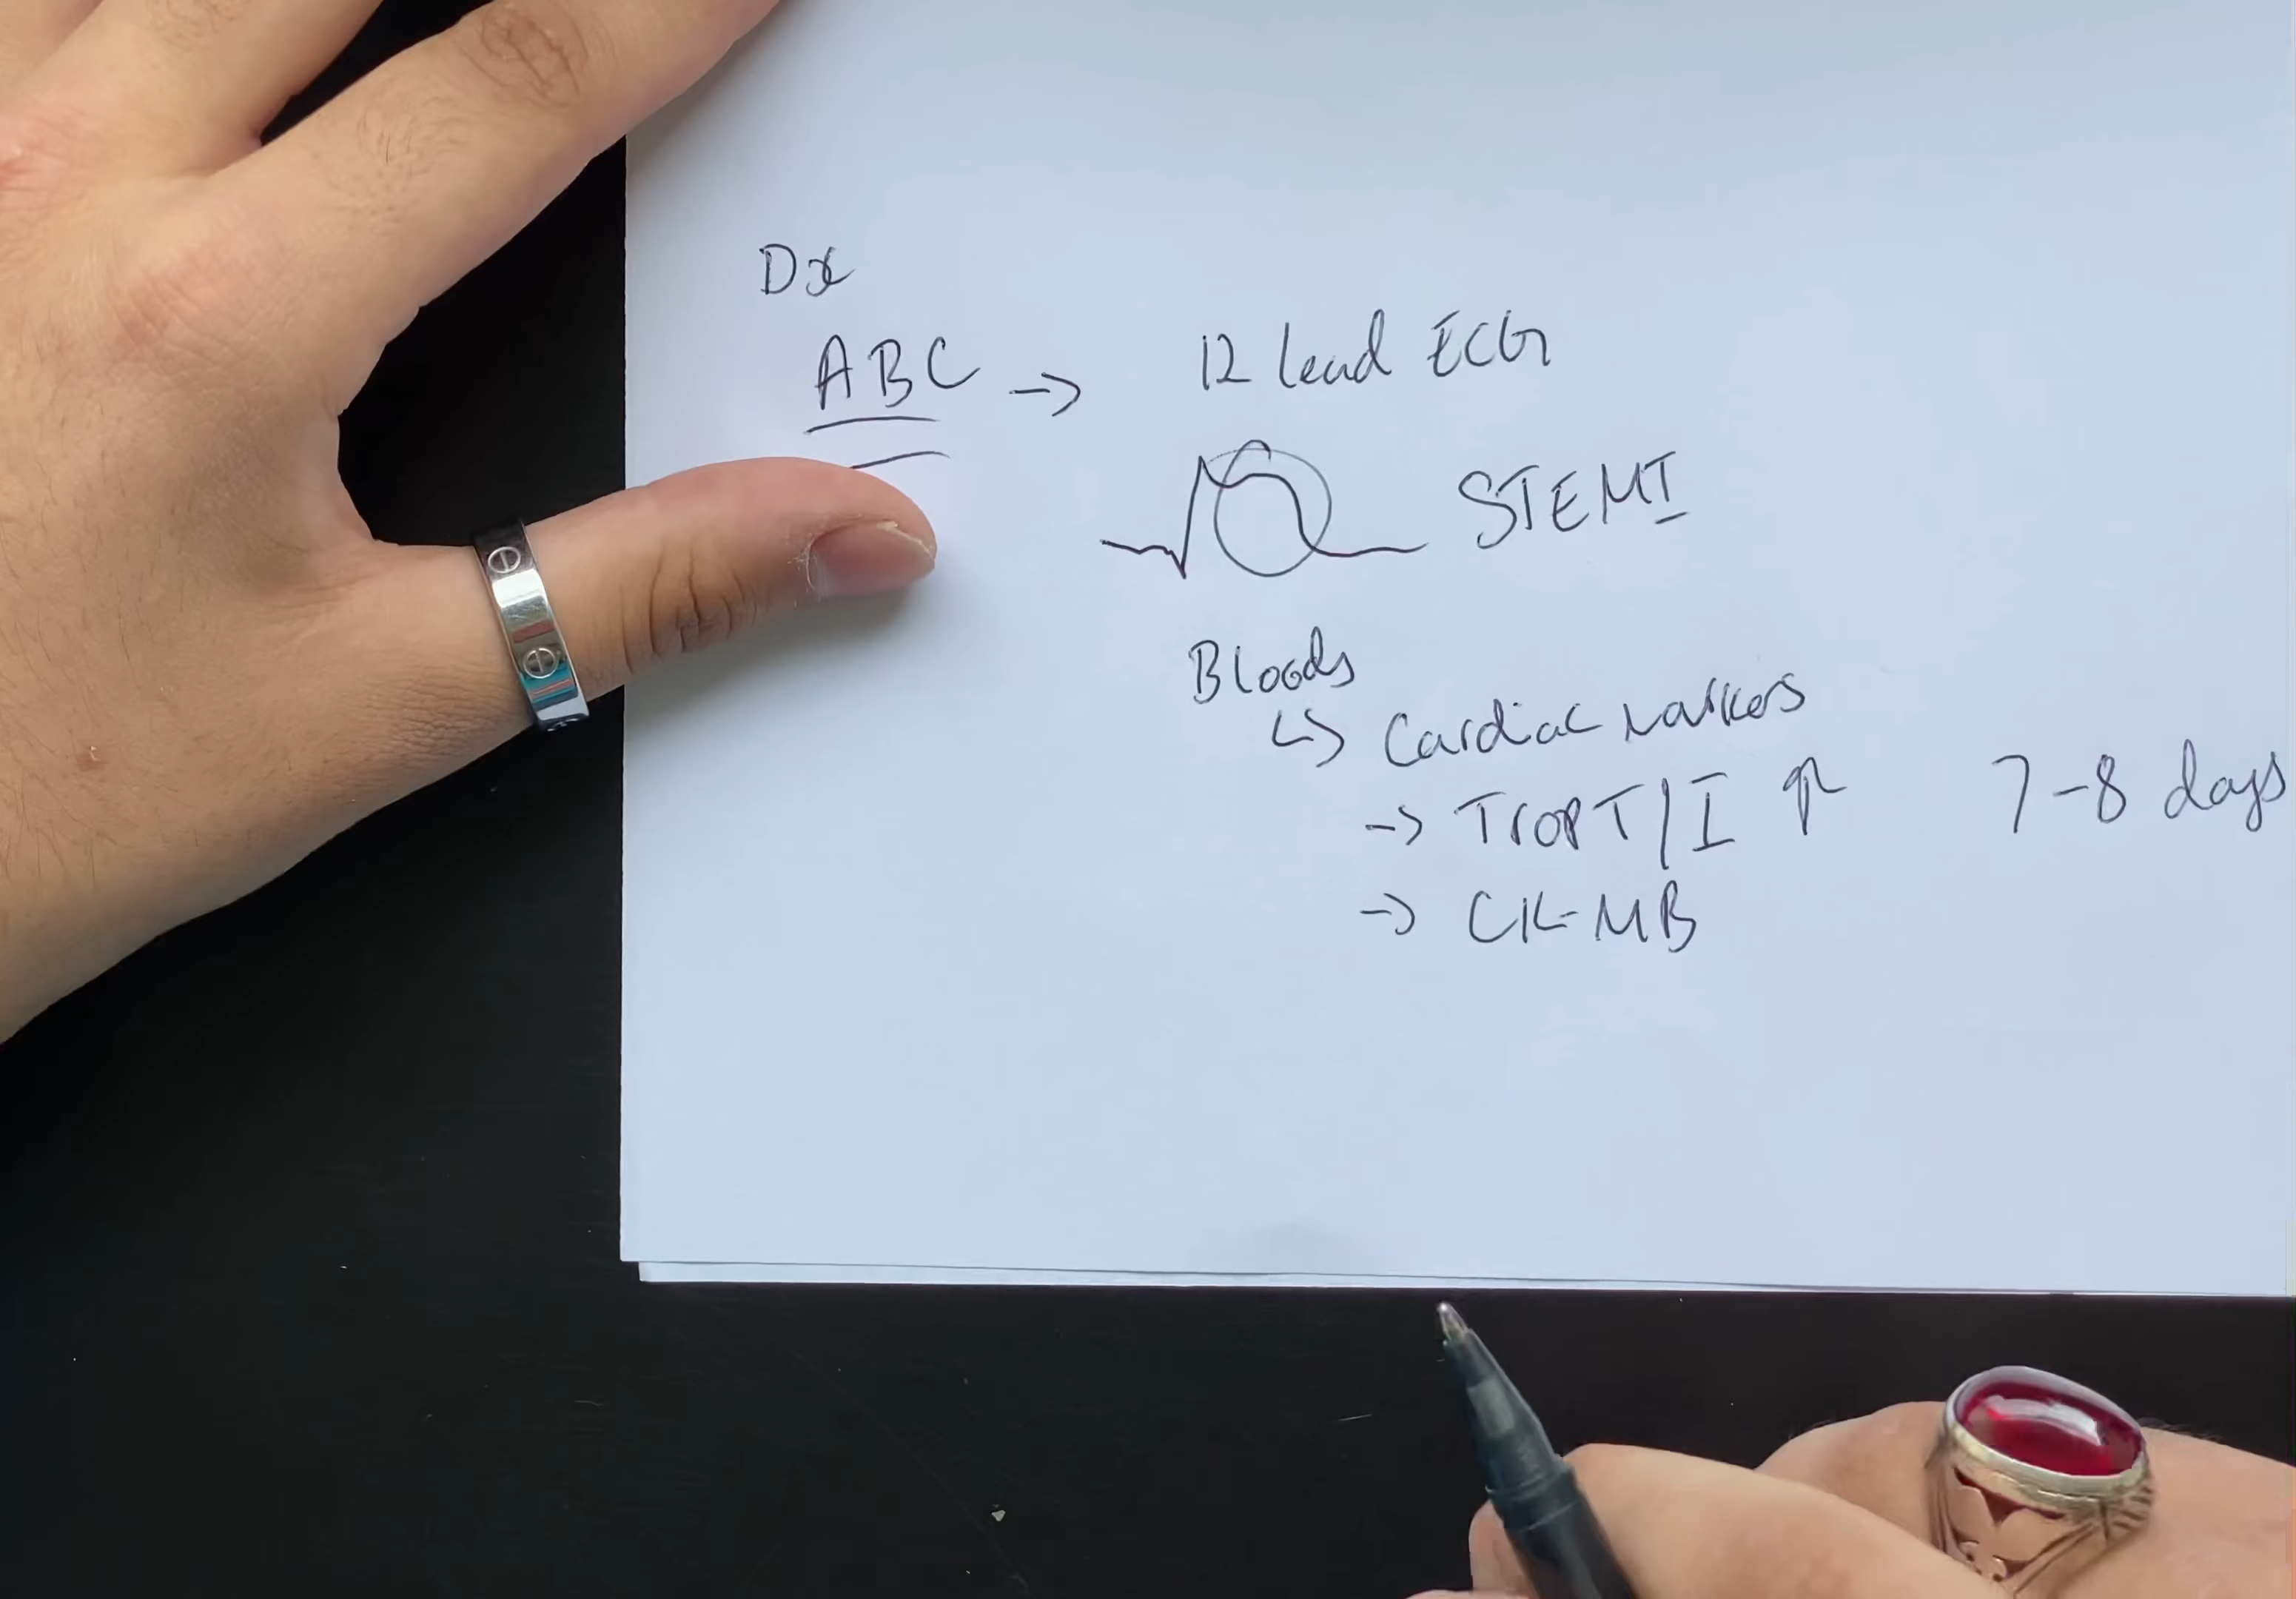 Dx
ABC → 12 lead ECG
STEMI
Bloods
↳ Cardiac markers
→ Trop T/I ↑ 7-8 days
→ CK-MB